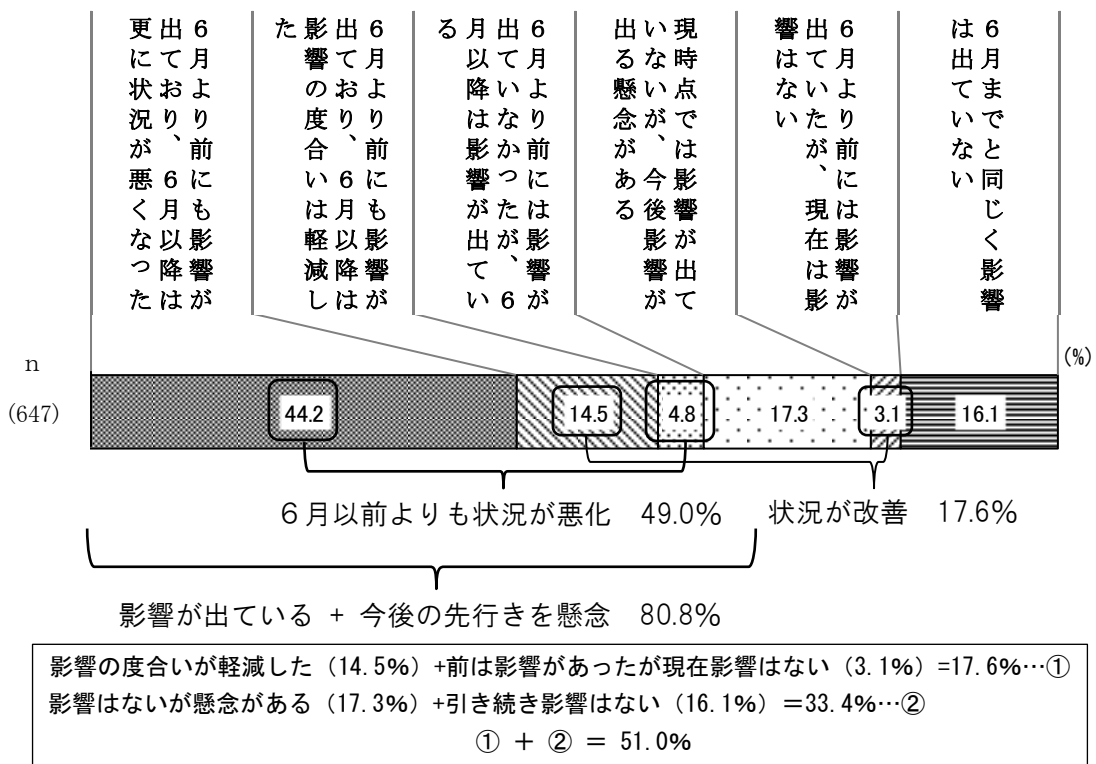 ６月より前にも影響が
出ており、６月以降は
更に状況が悪くなった
６月より前にも影響が
出ており、６月以降は
影響の度合いは軽減し
た
６月より前には影響が
出ていなかったが、６
月以降は影響が出てい
る
現時点では影響が出て
いないが、今後影響が
出る懸念がある
６月より前には影響が
出ていたが、現在は影
響はない
６月までと同じく影響
は出ていない
(%)
n
(647)
44.2
14.5
4.8
17.3
3.1
16.1
６月以前よりも状況が悪化　49.0%
状況が改善　17.6%
影響が出ている + 今後の先行きを懸念　80.8%
影響の度合いが軽減した（14.5%）+前は影響があったが現在影響はない（3.1%）=17.6%…①
影響はないが懸念がある（17.3%）+引き続き影響はない（16.1%）＝33.4%…②
① + ② = 51.0%